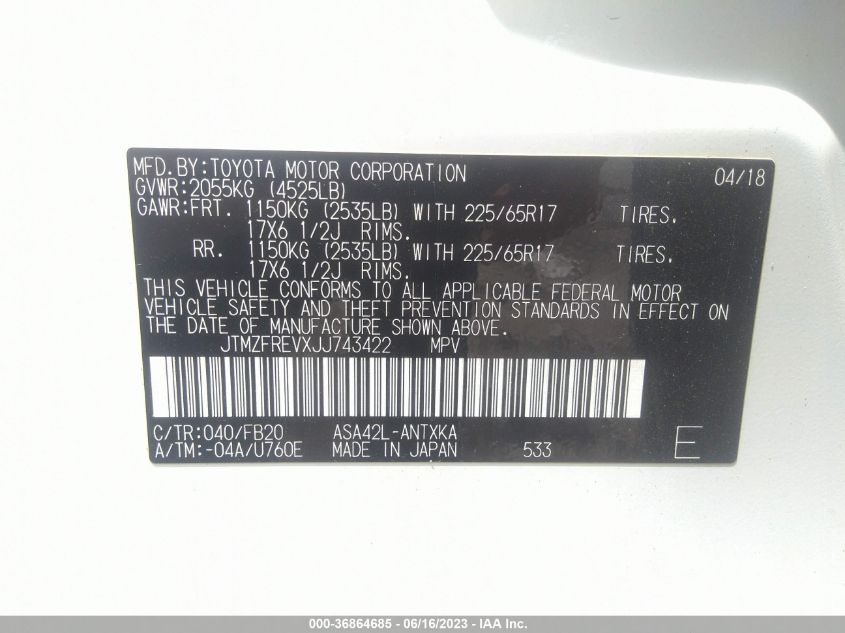 MFD.BY:TOYOTA MOTOR CORPORATION 04/18
GVWR:2055KG (4525LB)
GAWR:FRT. 1150KG (2535LB) WITH 225/65R17 TIRES.
17X6 1/2J RIMS.
RR. 1150KG (2535LB) WITH 225/65R17 TIRES.
17X6 1/2J RIMS.
THIS VEHICLE CONFORMS TO ALL APPLICABLE FEDERAL MOTOR
VEHICLE SAFETY AND THEFT PREVENTION STANDARDS IN EFFECT ON
THE DATE OF MANUFACTURE SHOWN ABOVE.
JTMZFREVXJJ743422 MPV
C/TR:040/FB20 ASA42L-ANTXKA
A/TM:-04A/U760E MADE IN JAPAN 533 E
000-36864685 - 06/16/2023 - IAA Inc.